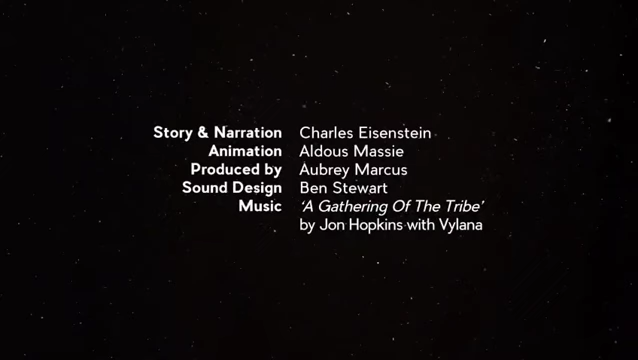 Story & Narration Charles Eisenstein
Animation Aldous Massie
Produced by Aubrey Marcus
Sound Design Ben Stewart
Music ‘A Gathering Of The Tribe’
by Jon Hopkins with Vylana